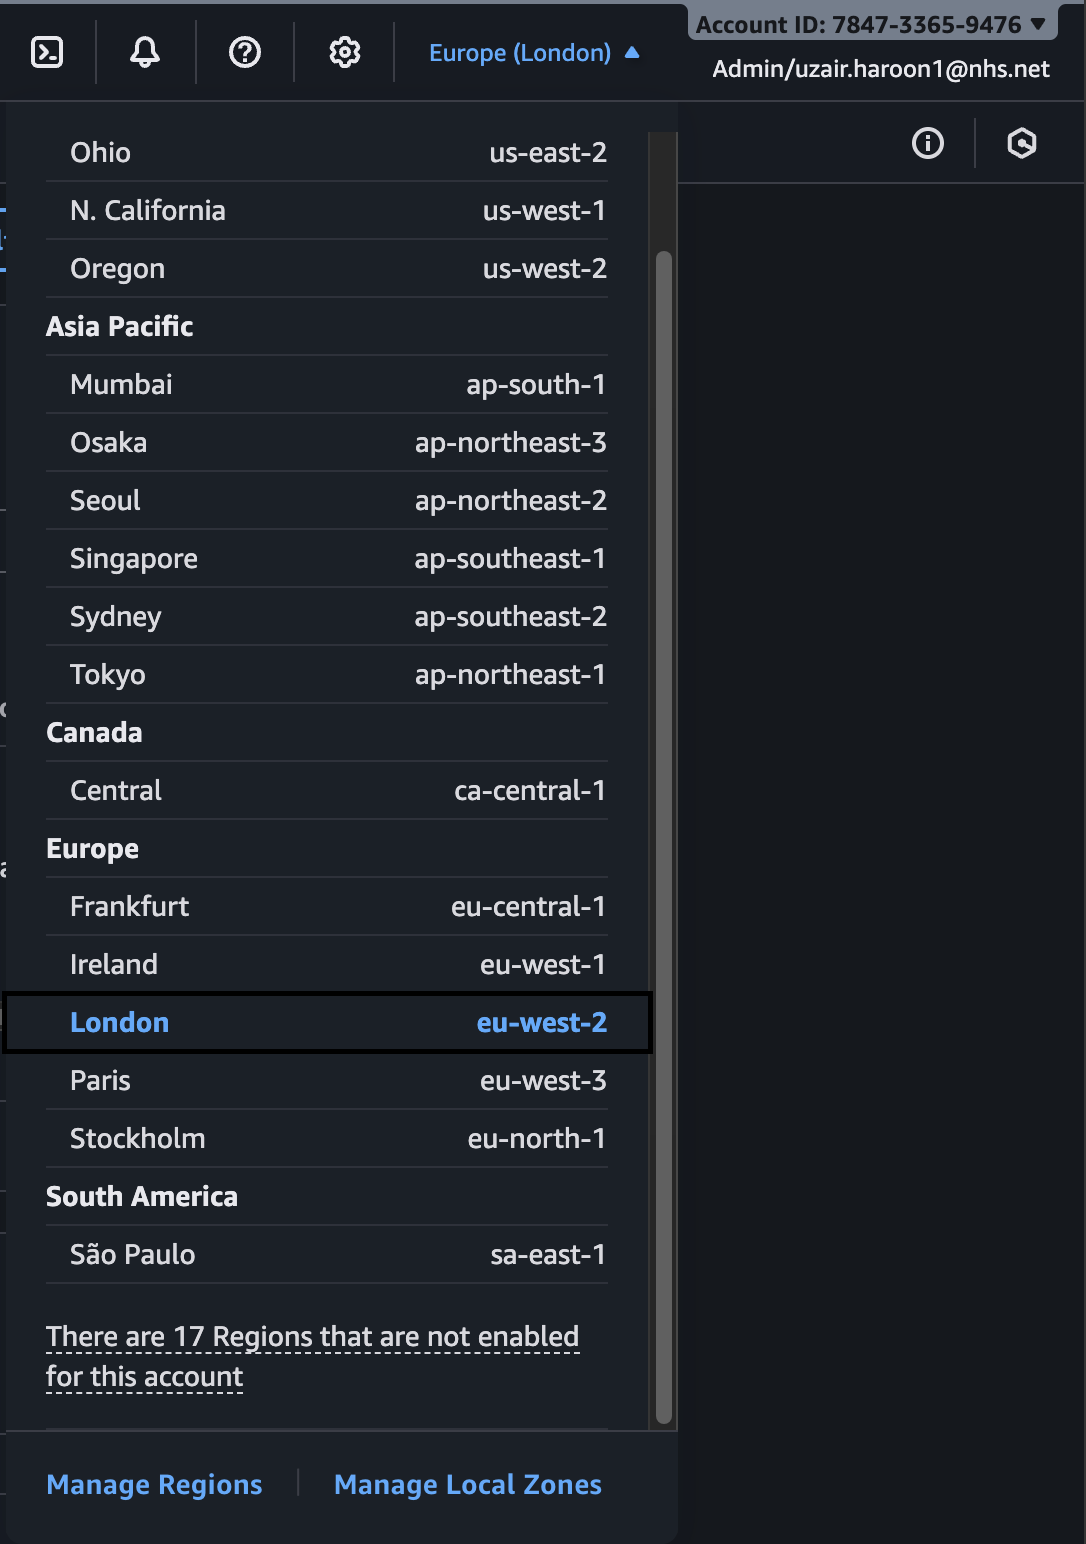 Europe (London)
Account ID: 7847-3365-9476
Admin/uzair.haroon1@nhs.net
Ohio us-east-2
N. California us-west-1
Oregon us-west-2
Asia Pacific
Mumbai ap-south-1
Osaka ap-northeast-3
Seoul ap-northeast-2
Singapore ap-southeast-1
Sydney ap-southeast-2
Tokyo ap-northeast-1
Canada
Central ca-central-1
Europe
Frankfurt eu-central-1
Ireland eu-west-1
London eu-west-2
Paris eu-west-3
Stockholm eu-north-1
South America
São Paulo sa-east-1
There are 17 Regions that are not enabled
for this account
Manage Regions Manage Local Zones